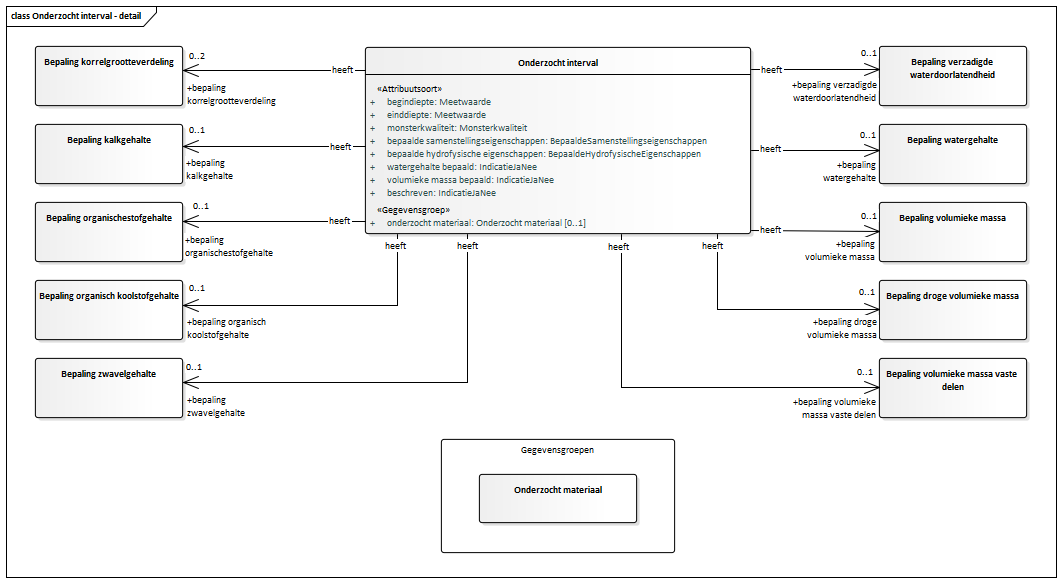 class Onderzocht interval - detail
Onderzocht interval
«Attribuutsoort»
+ begindiepte: Meetwaarde
+ einddiepte: Meetwaarde
+ monsterkwaliteit: Monsterkwaliteit
+ bepaalde samenstellingseigenschappen: BepaaldeSamenstellingseigenschappen
+ bepaalde hydrofysische eigenschappen: BepaaldeHydrofysischeEigenschappen
+ watergehalte bepaald: IndicatieJaNee
+ volumieke massa bepaald: IndicatieJaNee
+ beschreven: IndicatieJaNee
«Gegevensgroep»
+ onderzocht materiaal: Onderzocht materiaal [0..1]
Bepaling korrelgrootteverdeling
0..2
heeft
+bepaling
korrelgrootteverdeling
Bepaling kalkgehalte
0..1
heeft
+bepaling
kalkgehalte
Bepaling organischestofgehalte
0..1
heeft
+bepaling
organischestofgehalte
Bepaling organisch koolstofgehalte
0..1
heeft
+bepaling organisch
koolstofgehalte
Bepaling zwavelgehalte
0..1
heeft
+bepaling
zwavelgehalte
Bepaling verzadigde
waterdoorlatendheid
0..1
heeft
+bepaling verzadigde
waterdoorlatendheid
Bepaling watergehalte
0..1
heeft
+bepaling
watergehalte
Bepaling volumieke massa
0..1
heeft
+bepaling
volumieke massa
Bepaling droge volumieke massa
0..1
heeft
+bepaling droge
volumieke massa
Bepaling volumieke massa vaste
delen
0..1
heeft
+bepaling volumieke
massa vaste delen
Gegevensgroepen
Onderzocht materiaal